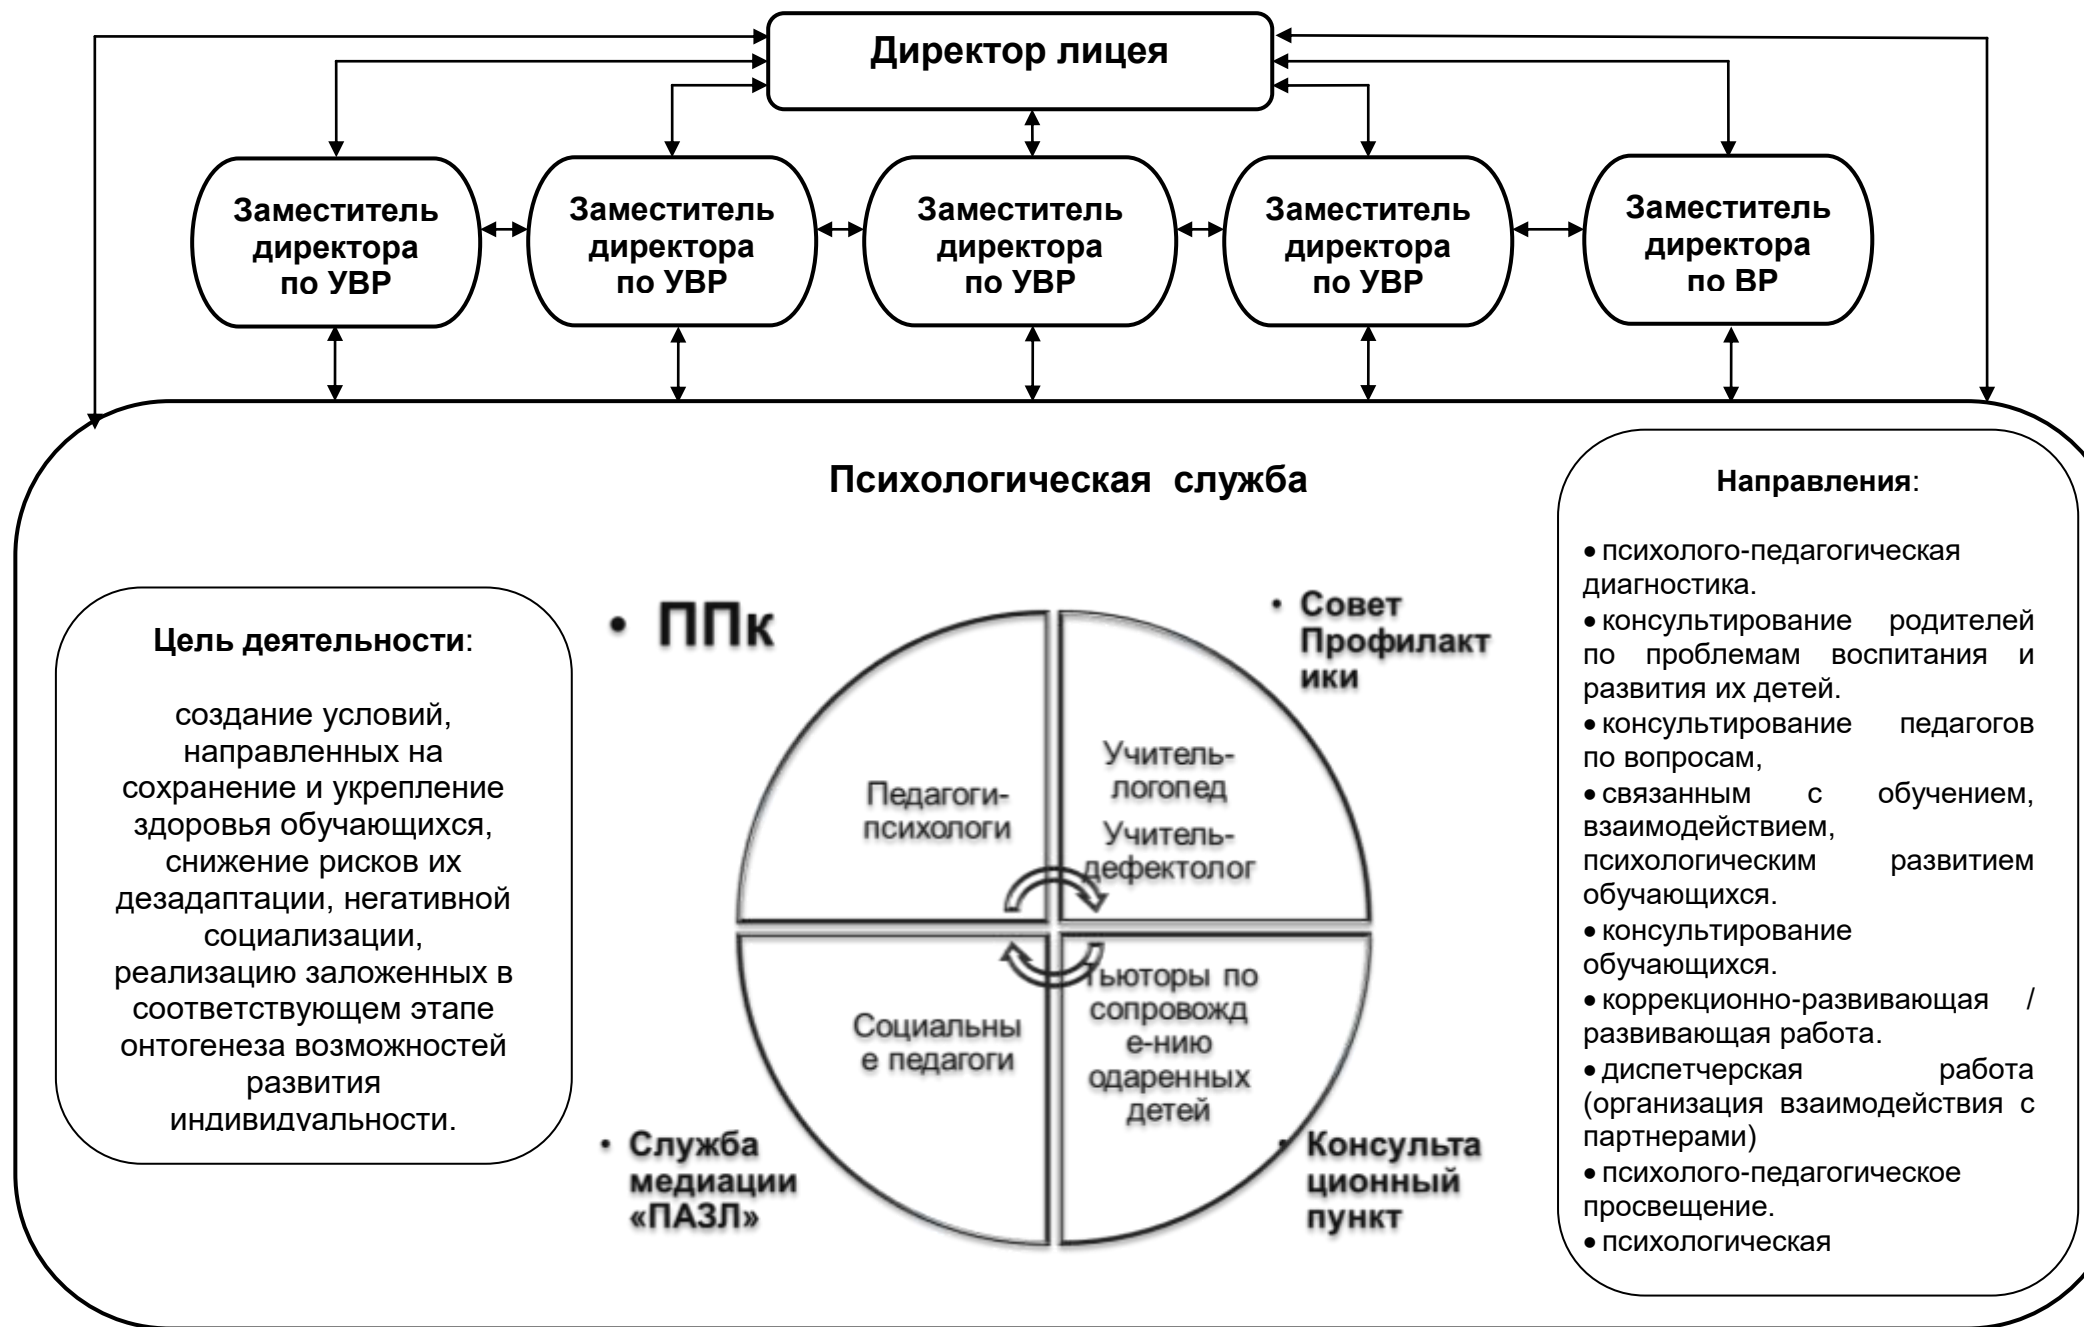 Директор лицея
Заместитель
директора
по УВР
Заместитель
директора
по УВР
Заместитель
директора
по УВР
Заместитель
директора
по УВР
Заместитель
директора
по ВР
Психологическая служба
Цель деятельности:
создание условий,
направленных на
сохранение и укрепление
здоровья обучающихся,
снижение рисков их
дезадаптации, негативной
социализации,
реализацию заложенных в
соответствующем этапе
онтогенеза возможностей
развития
индивидуальности.
• ППк
• Совет
Профилакт
ики
Педагоги-
психологи
Учитель-
логопед
Учитель-
дефектолог
Социальны
е педагоги
Тьюторы по
сопровожд
е-нию
одаренных
детей
• Служба
медиации
«ПАЗЛ»
• Консульта
ционный
пункт
Направления:
• психолого-педагогическая
диагностика.
• консультирование родителей
по проблемам воспитания и
развития их детей.
• консультирование педагогов
по вопросам,
• связанным с обучением,
взаимодействием,
психологическим развитием
обучающихся.
• консультирование
обучающихся.
• коррекционно-развивающая /
развивающая работа.
• диспетчерская работа
(организация взаимодействия с
партнерами)
• психолого-педагогическое
просвещение.
• психологическая